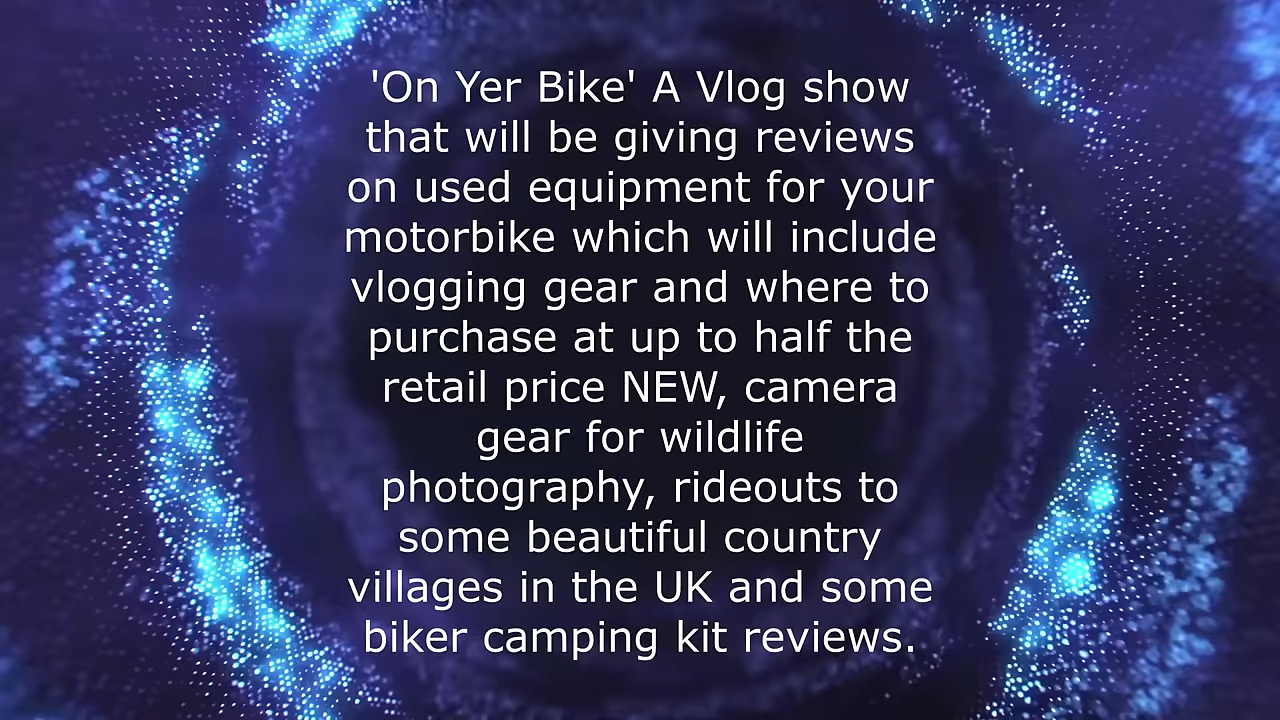 'On Yer Bike' A Vlog show
that will be giving reviews
on used equipment for your
motorbike which will include
vlogging gear and where to
purchase at up to half the
retail price NEW, camera
gear for wildlife
photography, rideouts to
some beautiful country
villages in the UK and some
biker camping kit reviews.